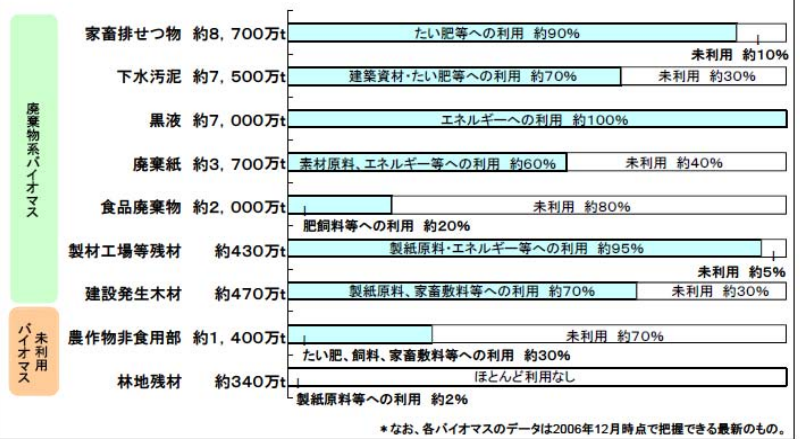 廃棄物系バイオマス
家畜排せつ物 約8,700万t
たい肥等への利用 約90%
未利用 約10%
下水汚泥 約7,500万t
建築資材・たい肥等への利用 約70%
未利用 約30%
黒液 約7,000万t
エネルギーへの利用 約100%
廃棄紙 約3,700万t
素材原料、エネルギー等への利用 約60%
未利用 約40%
食品廃棄物 約2,000万t
未利用 約80%
肥飼料等への利用 約20%
製材工場等残材 約430万t
製紙原料・エネルギー等への利用 約95%
未利用 約5%
建設発生木材 約470万t
製紙原料、家畜敷料等への利用 約70%
未利用 約30%
未利用
バイオマス
農作物非食用部 約1,400万t
未利用 約70%
たい肥、飼料、家畜敷料等への利用 約30%
林地残材 約340万t
ほとんど利用なし
製紙原料等への利用 約2%
*なお、各バイオマスのデータは2006年12月時点で把握できる最新のもの。